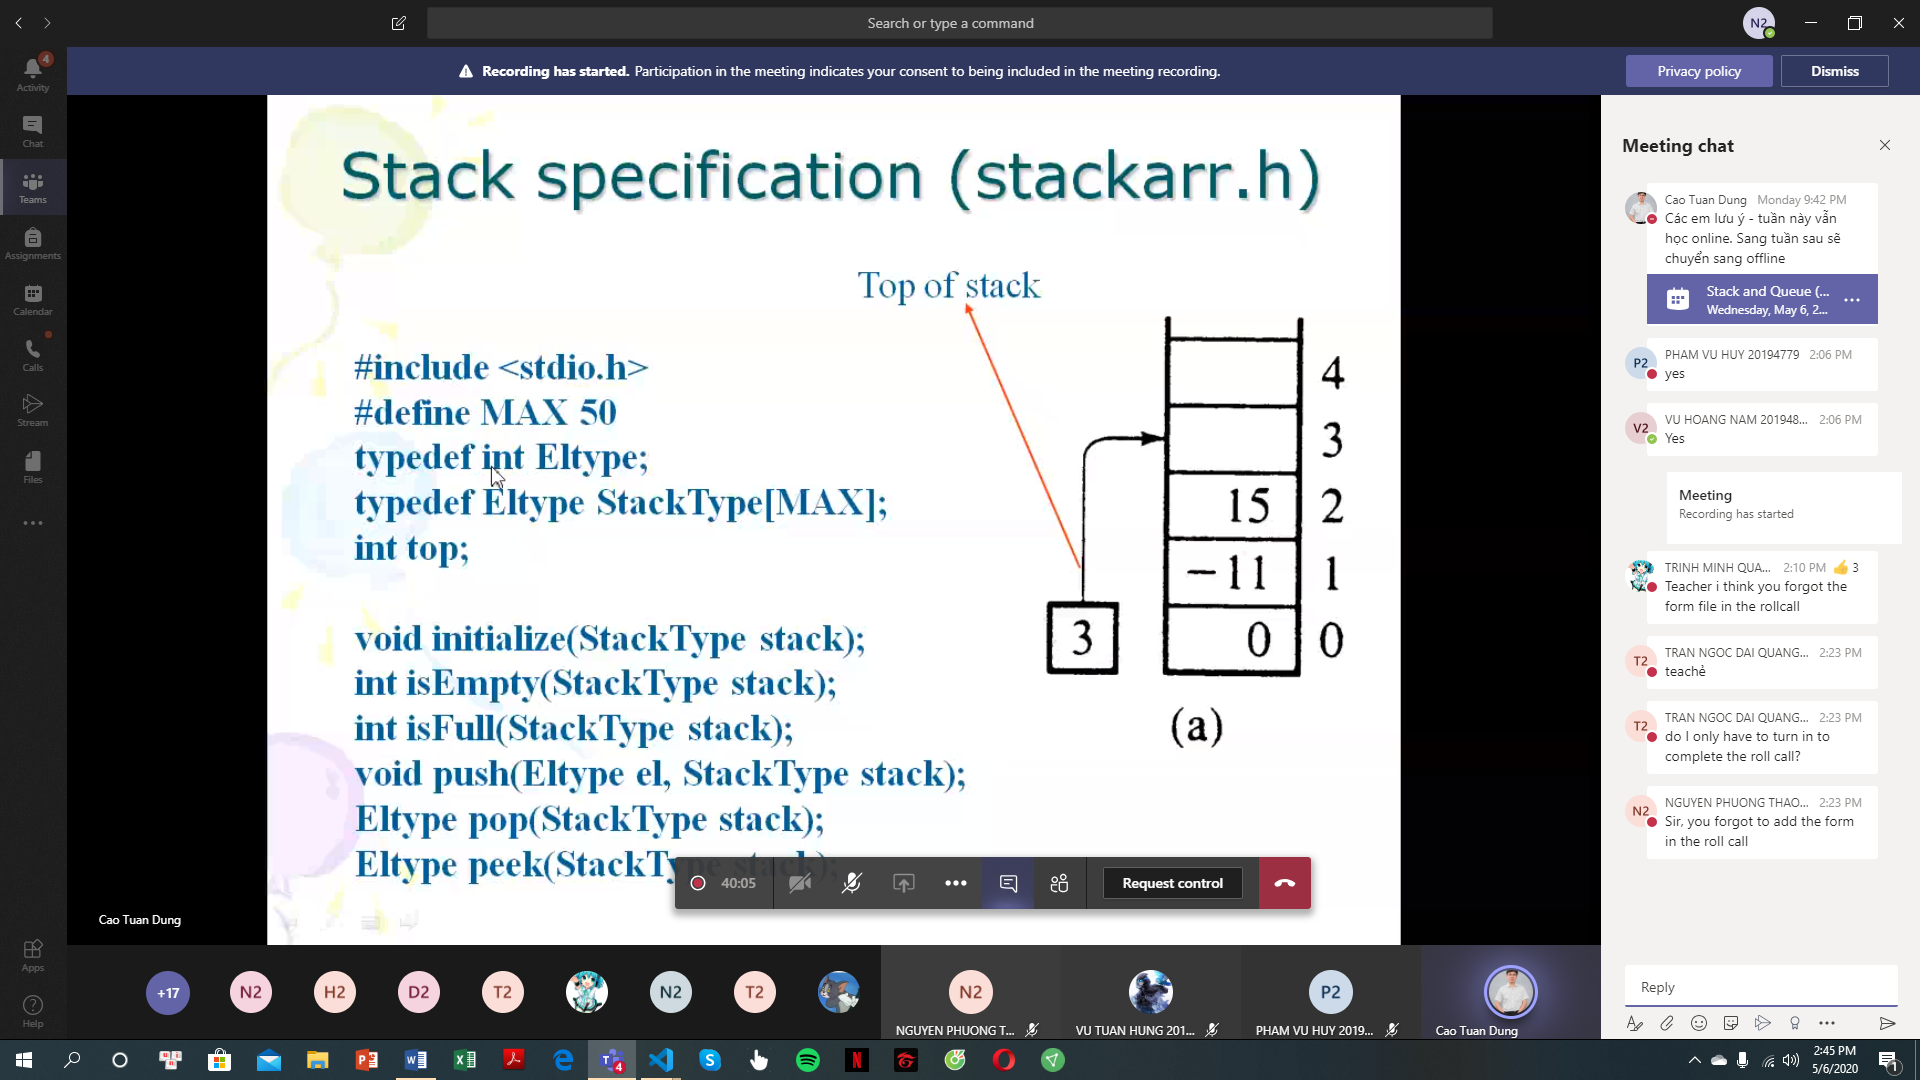 Search or type a command
N2
4
Activity
Recording has started. Participation in the meeting indicates your consent to being included in the meeting recording.
Privacy policy
Dismiss
Chat
Teams
Assignments
Calendar
Calls
Stream
Files
Apps
Help
Stack specification (stackarr.h)
Top of stack
#include <stdio.h>
#define MAX 50
typedef int Eltype;
typedef Eltype StackType[MAX];
int top;
void initialize(StackType stack);
int isEmpty(StackType stack);
int isFull(StackType stack);
void push(Eltype el, StackType stack);
Eltype pop(StackType stack);
Eltype peek(StackType stack);
4
3
15 2
-11 1
0 0
3
(a)
40:05
Request control
Cao Tuan Dung
Meeting chat
Cao Tuan Dung Monday 9:42 PM
Các em lưu ý - tuần này vẫn
học online. Sang tuần sau sẽ
chuyển sang offline
Stack and Queue (...
Wednesday, May 6, 2...
P2
PHAM VU HUY 20194779 2:06 PM
yes
V2
VU HOANG NAM 201948... 2:06 PM
Yes
Meeting
Recording has started
TRINH MINH QUA... 2:10 PM 3
Teacher i think you forgot the
form file in the rollcall
T2
TRAN NGOC DAI QUANG... 2:23 PM
teachẻ
T2
TRAN NGOC DAI QUANG... 2:23 PM
do I only have to turn in to
complete the roll call?
N2
NGUYEN PHUONG THAO... 2:23 PM
Sir, you forgot to add the form
in the roll call
Reply
+17
N2
H2
D2
T2
N2
T2
N2
NGUYEN PHUONG T...
VU TUAN HUNG 201...
P2
PHAM VU HUY 2019...
Cao Tuan Dung
4
2:45 PM
5/6/2020
1